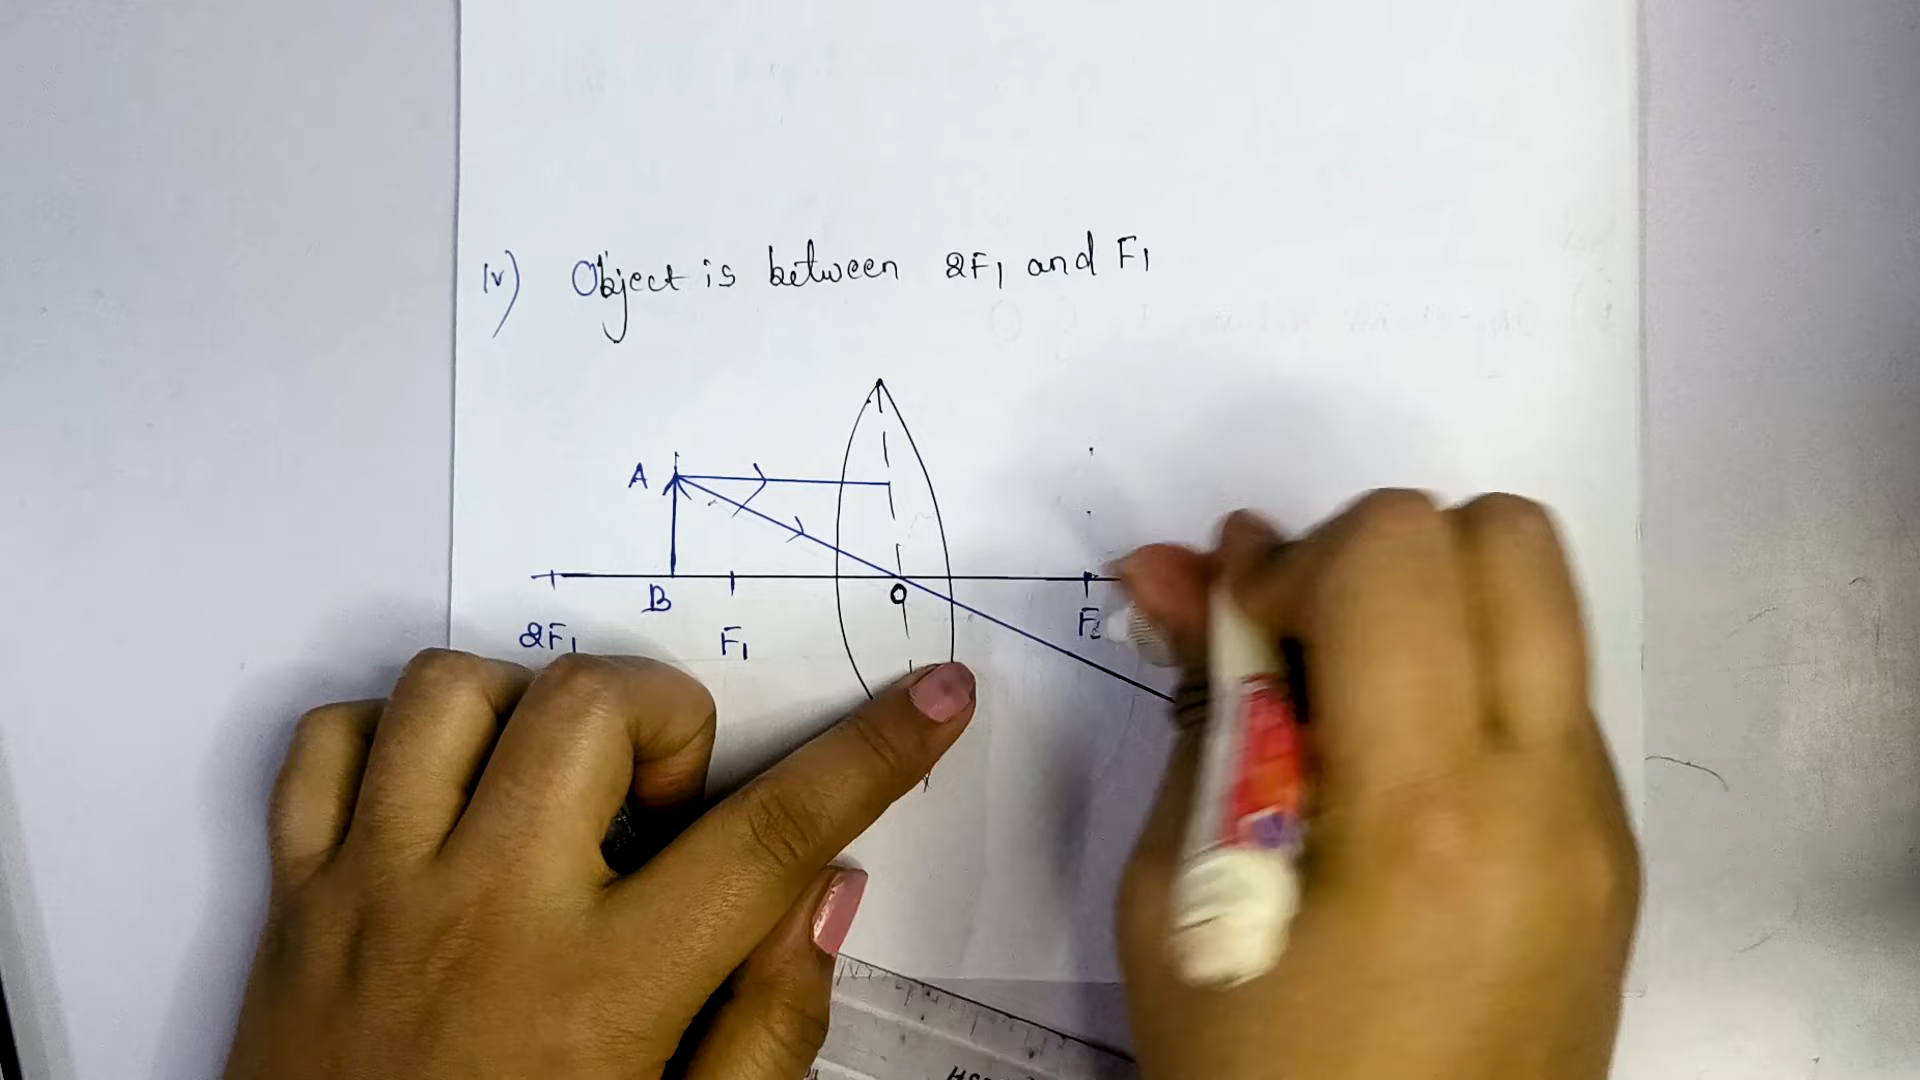 iv) Object is between 2F1 and F1
A
B
O
F2
2F1
F1